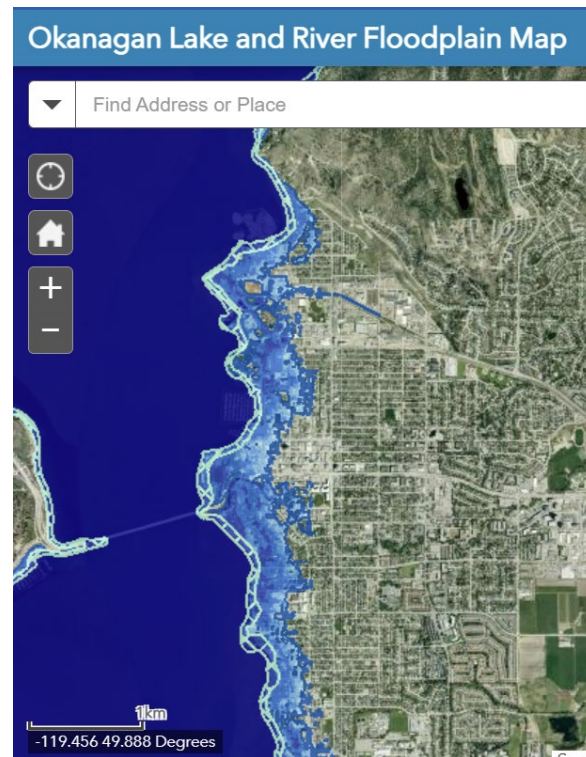 Okanagan Lake and River Floodplain Map
Find Address or Place
+
−
1km
-119.456 49.888 Degrees